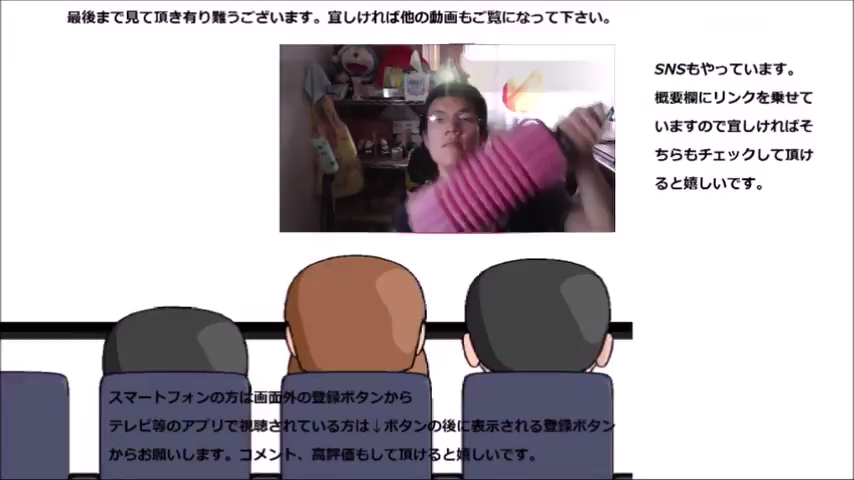 最後まで見て頂き有り難うございます。宜しければ他の動画もご覧になって下さい。
SNSもやっています。
概要欄にリンクを乗せて
いますので宜しければそ
ちらもチェックして頂け
ると嬉しいです。
スマートフォンの方は画面外の登録ボタンから
テレビ等のアプリで視聴されている方は↓ボタンの後に表示される登録ボタン
からお願いします。コメント、高評価もして頂けると嬉しいです。